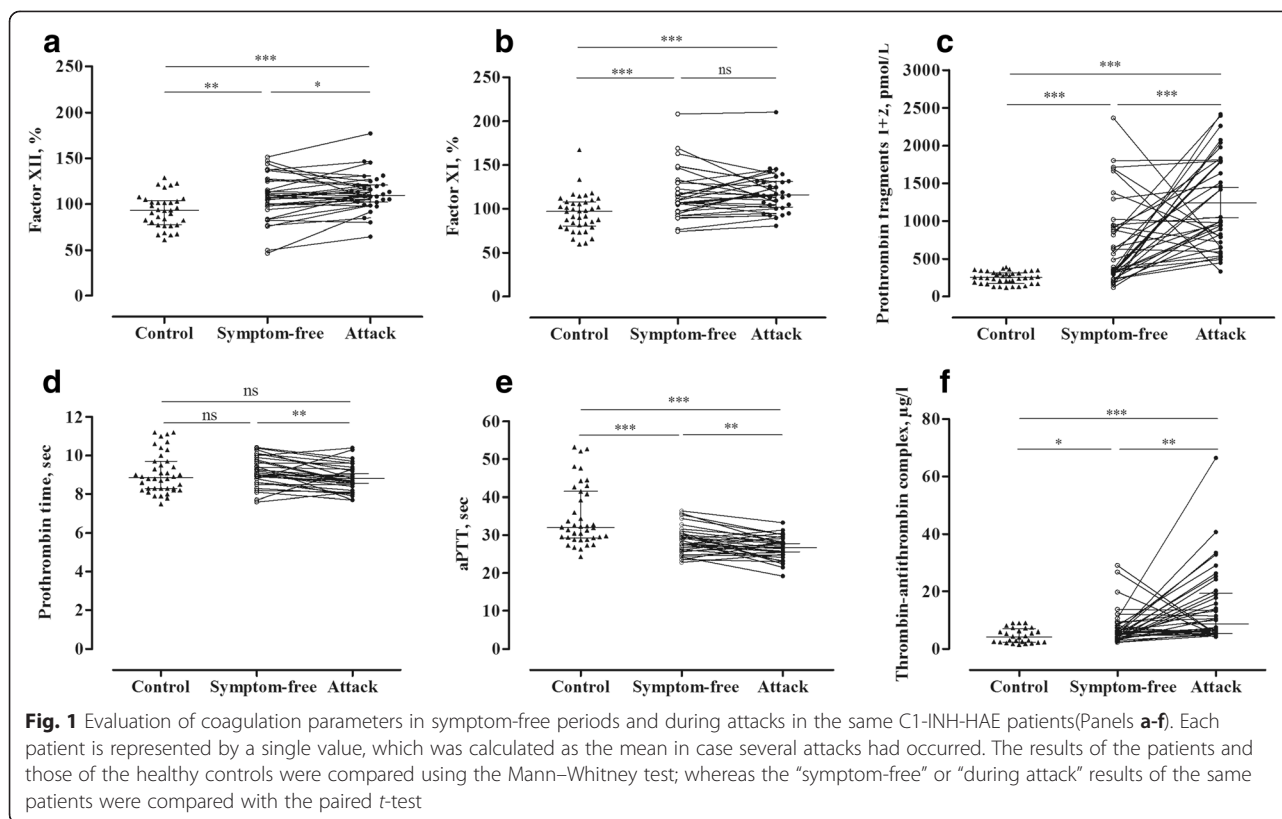 a
***
**
*
Factor XII, %
250
200
150
100
50
0
Control
Symptom-free
Attack
b
***
***
ns
Factor XI, %
250
200
150
100
50
0
Control
Symptom-free
Attack
c
***
***
***
Prothrombin fragments 1+2, pmol/L
3000
2500
2000
1500
1000
500
0
Control
Symptom-free
Attack
d
ns
ns
**
Prothrombin time, sec
12
10
8
6
4
2
0
Control
Symptom-free
Attack
e
***
***
**
aPTT, sec
60
50
40
30
20
10
0
Control
Symptom-free
Attack
f
***
*
**
Thrombin-antithrombin complex, µg/l
80
60
40
20
0
Control
Symptom-free
Attack
Fig. 1 Evaluation of coagulation parameters in symptom-free periods and during attacks in the same C1-INH-HAE patients(Panels a-f). Each
patient is represented by a single value, which was calculated as the mean in case several attacks had occurred. The results of the patients and
those of the healthy controls were compared using the Mann–Whitney test; whereas the “symptom-free” or “during attack” results of the same
patients were compared with the paired t-test